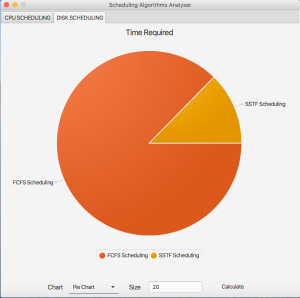 Scheduling Algorithms Analyser
CPU SCHEDULING DISK SCHEDULING
Time Required
SSTF Scheduling
FCFS Scheduling
FCFS Scheduling SSTF Scheduling
Chart Pie Chart Size 20 Calculate